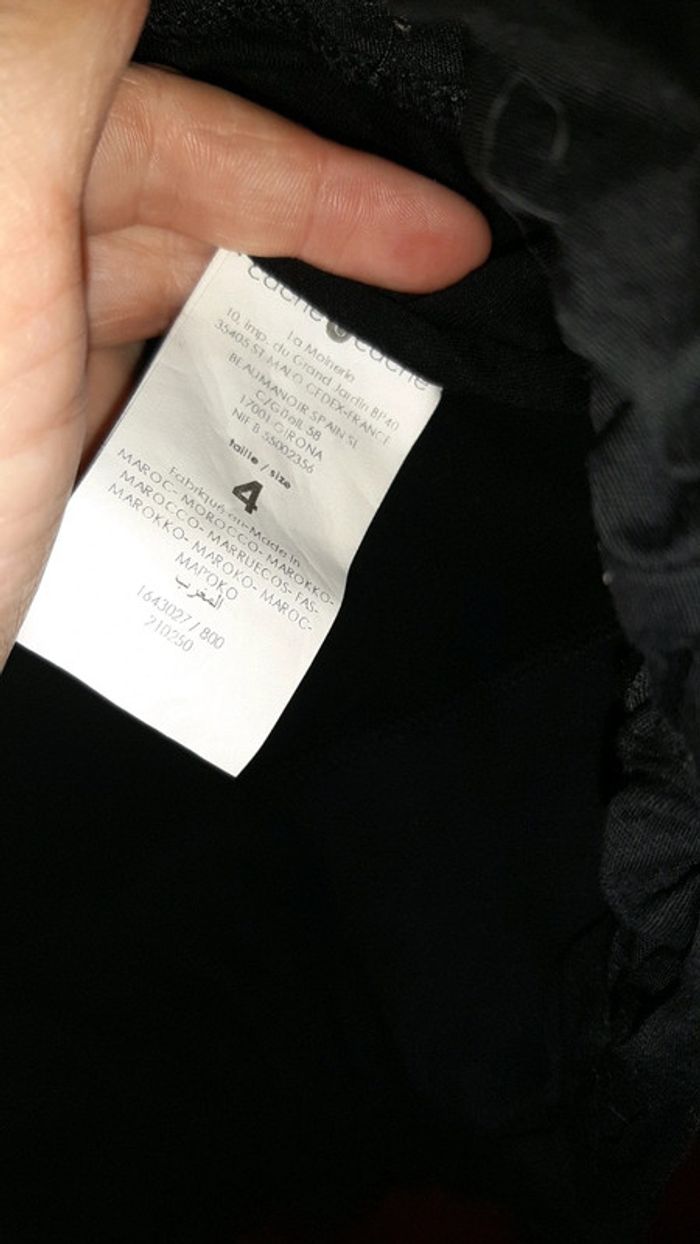 cache cache
La Moinerie
10, imp. du Grand Jardin BP 40
35405 ST-MALO CEDEX-FRANCE
BEAUMANOIR SPAIN SL
C/Güell, 58
17001 GIRONA
NIF B 55002356
taille / size
4
Fabriqué au-Made in
MAROC- MOROCCO- MAROKKO-
MAROCCO- MARRUECOS- FAS-
MAROKKO- MAROKO- MAROC-
МАРОКО
المغرب
1643027 / 800
210250